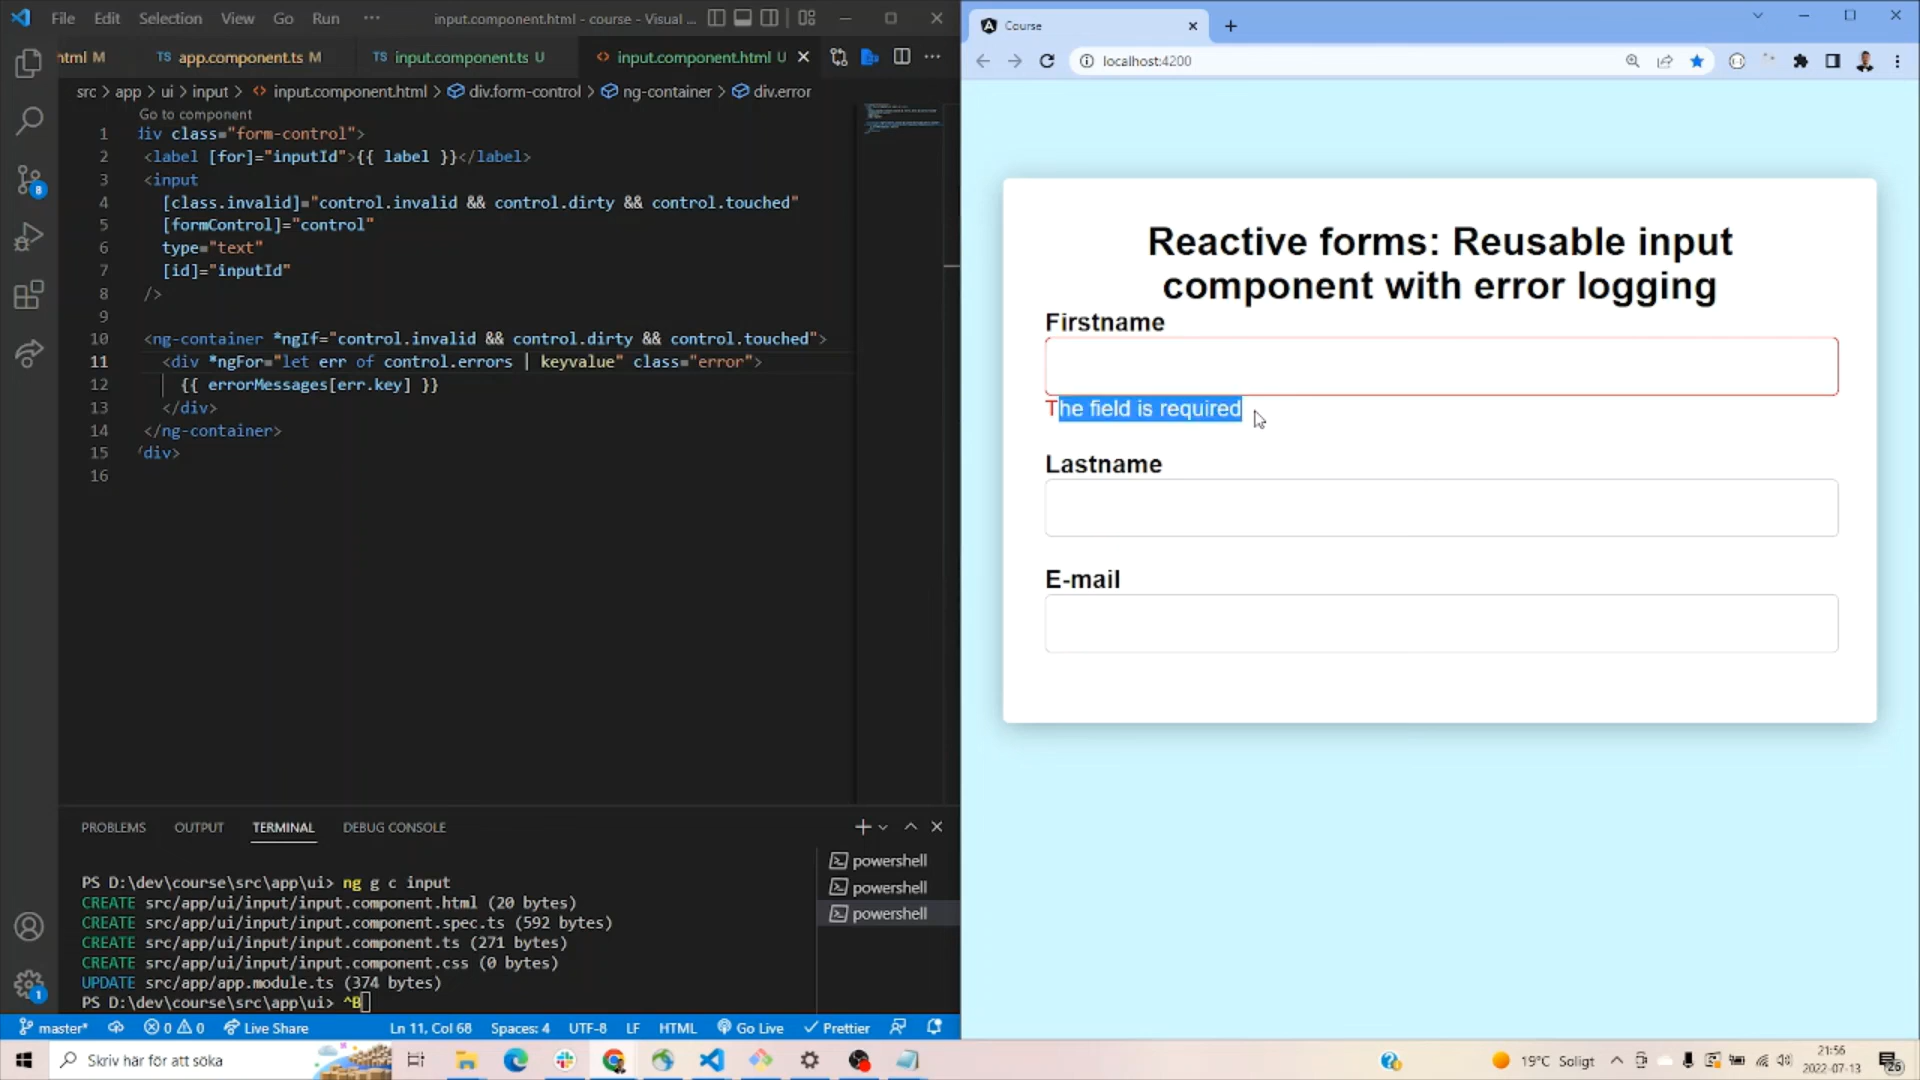 File Edit Selection View Go Run ··· input.component.html - course - Visual ...
html M
TS app.component.ts M
TS input.component.ts U
<> input.component.html U
src > app > ui > input > <> input.component.html > div.form-control > ng-container > div.error
Go to component
1 div class="form-control">
2 <label [for]="inputId">{{ label }}</label>
3 <input
4 [class.invalid]="control.invalid && control.dirty && control.touched"
5 [formControl]="control"
6 type="text"
7 [id]="inputId"
8 />
9
10 <ng-container *ngIf="control.invalid && control.dirty && control.touched">
11 <div *ngFor="let err of control.errors | keyvalue" class="error">
12 {{ errorMessages[err.key] }}
13 </div>
14 </ng-container>
15 /div>
16
PROBLEMS OUTPUT TERMINAL DEBUG CONSOLE
powershell
powershell
powershell
PS D:\dev\course\src\app\ui> ng g c input
CREATE src/app/ui/input/input.component.html (20 bytes)
CREATE src/app/ui/input/input.component.spec.ts (592 bytes)
CREATE src/app/ui/input/input.component.ts (271 bytes)
CREATE src/app/ui/input/input.component.css (0 bytes)
UPDATE src/app/app.module.ts (374 bytes)
PS D:\dev\course\src\app\ui> ^B
8
1
master* 0 0 Live Share Ln 11, Col 68 Spaces: 4 UTF-8 LF HTML Go Live Prettier
Course
localhost:4200
Reactive forms: Reusable input
component with error logging
Firstname
The field is required
Lastname
E-mail
Skriv här för att söka
19°C Soligt
21:56
2022-07-13
26